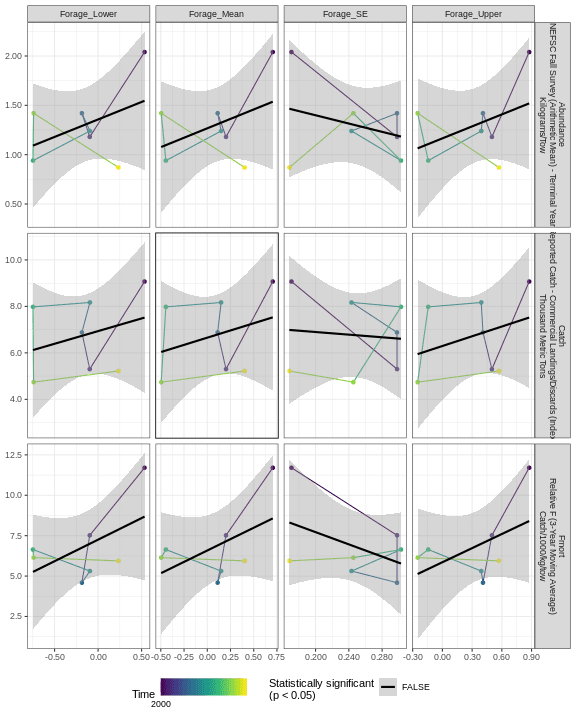 Forage_Lower Forage_Mean Forage_SE Forage_Upper
2.00
1.50
1.00
0.50
Abundance
NEFSC Fall Survey (Arithmetic Mean) - Terminal Year
Kilograms/tow
10.0
8.0
6.0
4.0
Catch
Catch - Commercial Landings/Discards
Thousand Metric Tons
12.5
10.0
7.5
5.0
2.5
Fmort
Relative F (3-Year Moving Average)
Catch/1000/kg/tow
-0.50 0.00 0.50 -0.50 -0.25 0.00 0.25 0.50 0.75 0.200 0.240 0.280 -0.30 0.00 0.30 0.60 0.90
Time
2000
Statistically significant
(p < 0.05)
FALSE